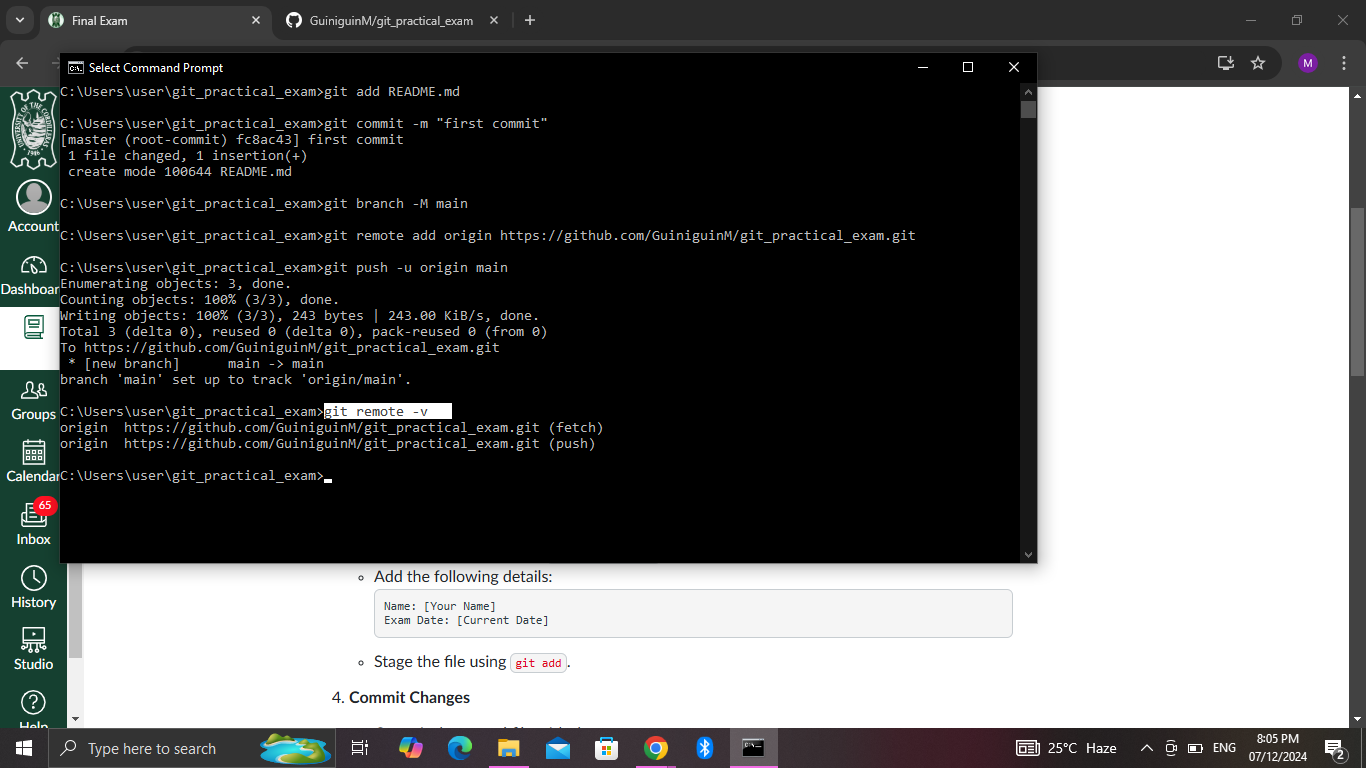 Final Exam
GuiniguinM/git_practical_exam
M
Select Command Prompt
C:\Users\user\git_practical_exam>git add README.md
C:\Users\user\git_practical_exam>git commit -m "first commit"
[master (root-commit) fc8ac43] first commit
1 file changed, 1 insertion(+)
create mode 100644 README.md
C:\Users\user\git_practical_exam>git branch -M main
C:\Users\user\git_practical_exam>git remote add origin https://github.com/GuiniguinM/git_practical_exam.git
C:\Users\user\git_practical_exam>git push -u origin main
Enumerating objects: 3, done.
Counting objects: 100% (3/3), done.
Writing objects: 100% (3/3), 243 bytes | 243.00 KiB/s, done.
Total 3 (delta 0), reused 0 (delta 0), pack-reused 0 (from 0)
To https://github.com/GuiniguinM/git_practical_exam.git
* [new branch]      main -> main
branch 'main' set up to track 'origin/main'.
C:\Users\user\git_practical_exam>git remote -v
origin  https://github.com/GuiniguinM/git_practical_exam.git (fetch)
origin  https://github.com/GuiniguinM/git_practical_exam.git (push)
C:\Users\user\git_practical_exam>
Account
Dashboar
Groups
Calendar
65
Inbox
History
Studio
Help
Add the following details:
Name: [Your Name]
Exam Date: [Current Date]
Stage the file using git add.
4. Commit Changes
Type here to search
25°C Haze
ENG
8:05 PM
07/12/2024
2